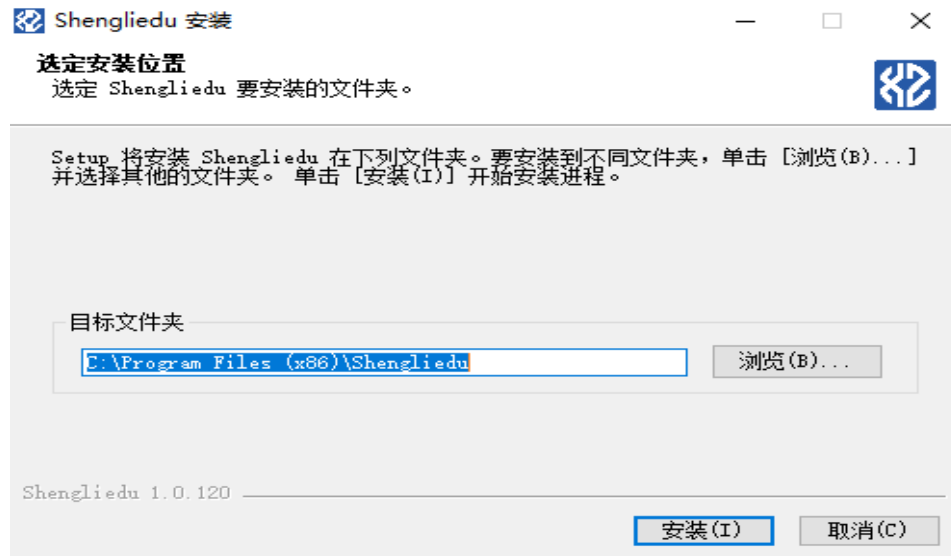 Shengliedu 安装
选定安装位置
选定 Shengliedu 要安装的文件夹。
Setup 将安装 Shengliedu 在下列文件夹。要安装到不同文件夹，单击 [浏览(B)...]
并选择其他的文件夹。 单击 [安装(I)] 开始安装进程。
目标文件夹
C:\Program Files (x86)\Shengliedu
浏览(B)...
Shengliedu 1.0.120
安装(I)
取消(C)